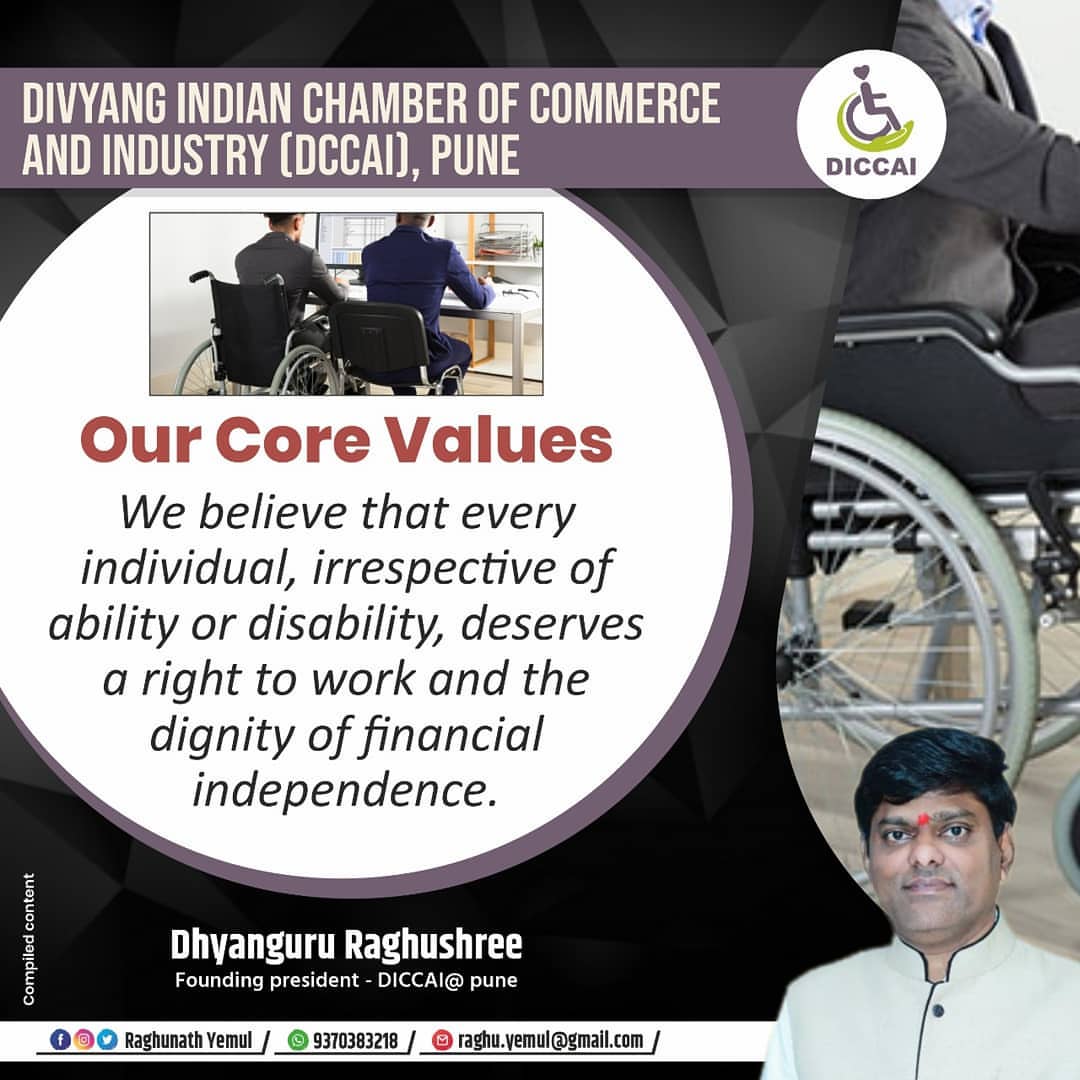 DIVYANG INDIAN CHAMBER OF COMMERCE
AND INDUSTRY (DCCAI), PUNE
DICCAI
Our Core Values
We believe that every
individual, irrespective of
ability or disability, deserves
a right to work and the
dignity of financial
independence.
Compiled content
Dhyanguru Raghushree
Founding president - DICCAI@ pune
Raghunath Yemul / 9370383218 / raghu.yemul@gmail.com /